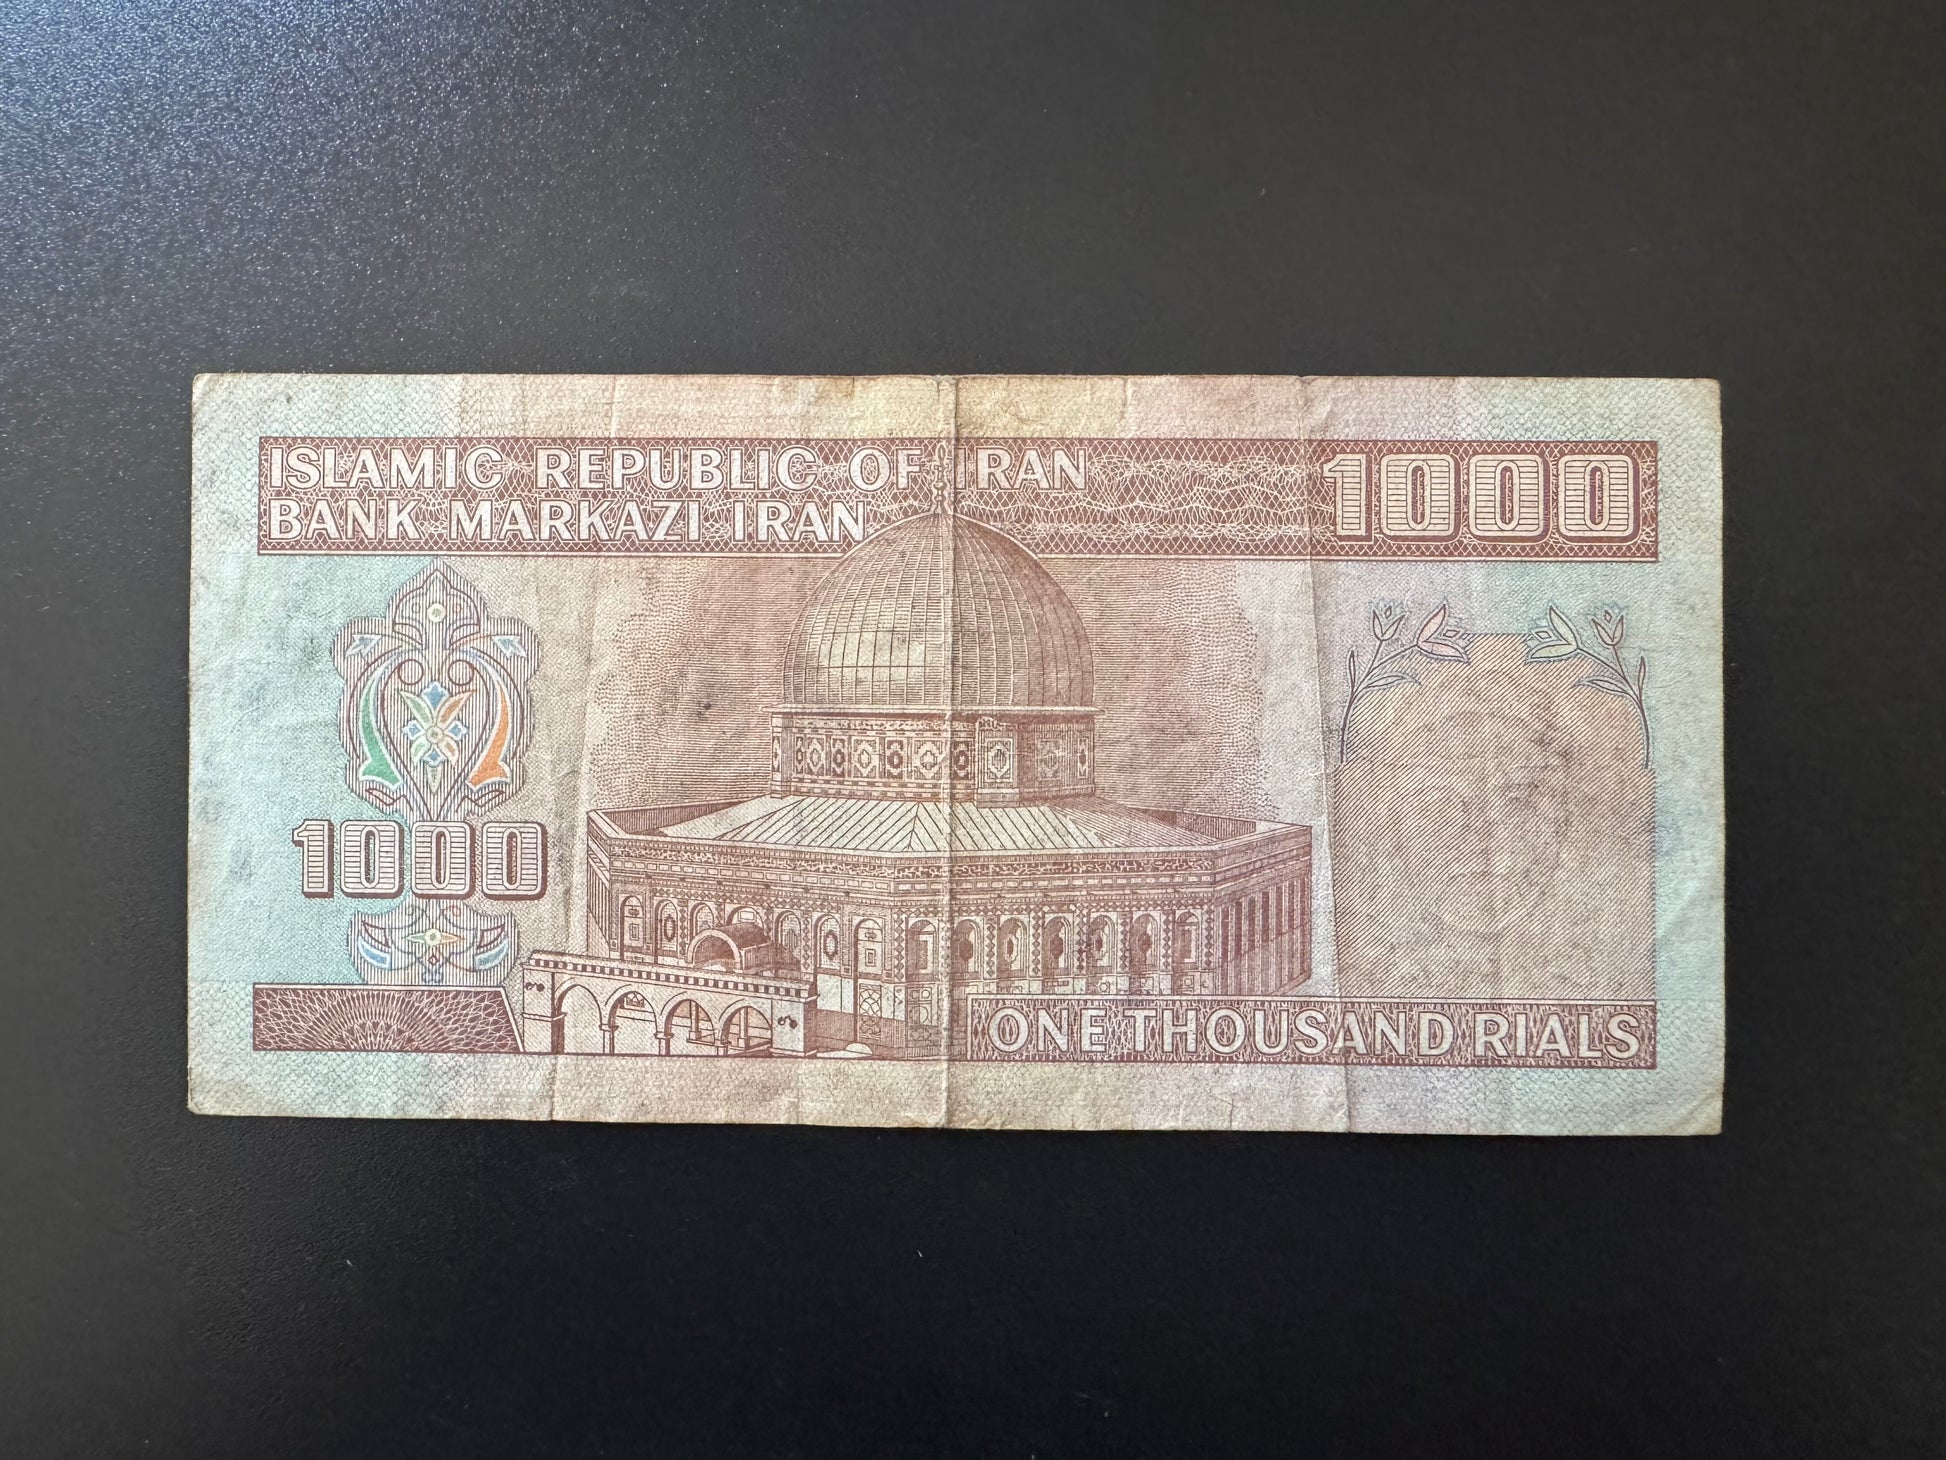 ISLAMIC REPUBLIC OF IRAN
BANK MARKAZI IRAN
1000
1000
ONE THOUSAND RIALS